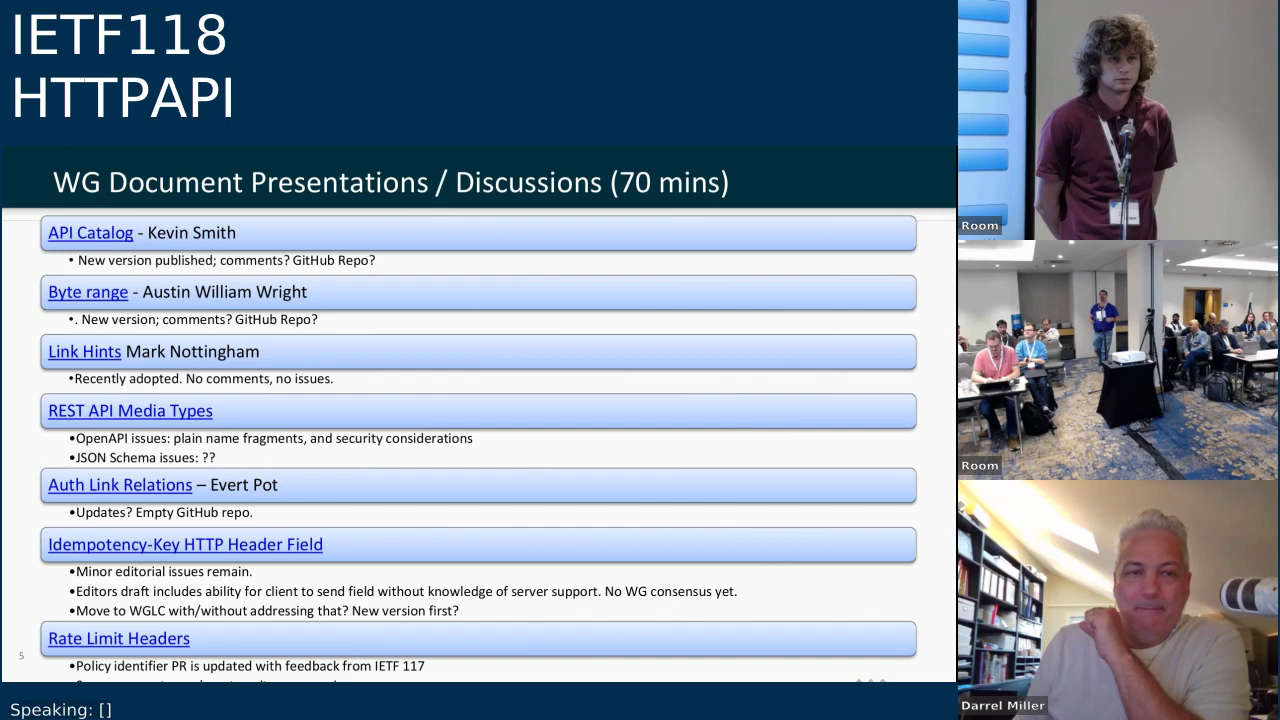 IETF118
HTTPAPI
WG Document Presentations / Discussions (70 mins)
API Catalog - Kevin Smith
• New version published; comments? GitHub Repo?
Byte range - Austin William Wright
•. New version; comments? GitHub Repo?
Link Hints Mark Nottingham
•Recently adopted. No comments, no issues.
REST API Media Types
•OpenAPI issues: plain name fragments, and security considerations
•JSON Schema issues: ??
Auth Link Relations – Evert Pot
•Updates? Empty GitHub repo.
Idempotency-Key HTTP Header Field
•Minor editorial issues remain.
•Editors draft includes ability for client to send field without knowledge of server support. No WG consensus yet.
•Move to WGLC with/without addressing that? New version first?
Rate Limit Headers
5
•Policy identifier PR is updated with feedback from IETF 117
Speaking: []
Room
Room
Darrel Miller